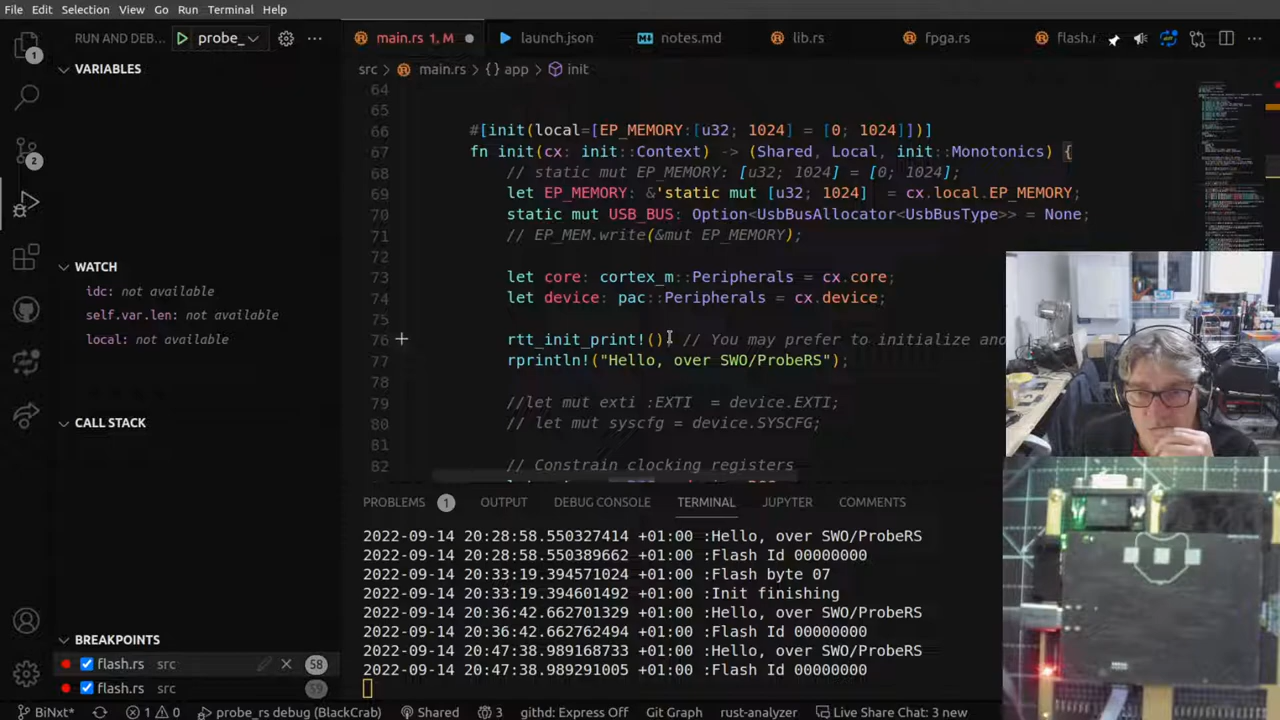 File Edit Selection View Go Run Terminal Help
RUN AND DEB... probe_ main.rs 1, M launch.json notes.md lib.rs fpga.rs flash.r
VARIABLES
src > main.rs > {} app > init
64
65
66 #[init(local=[EP_MEMORY:[u32; 1024] = [0; 1024]])]
67 fn init(cx: init::Context) -> (Shared, Local, init::Monotonics) {
68 // static mut EP_MEMORY: [u32; 1024] = [0; 1024];
69 let EP_MEMORY: &'static mut [u32; 1024] = cx.local.EP_MEMORY;
70 static mut USB_BUS: Option<UsbBusAllocator<UsbBusType>> = None;
71 // EP_MEM.write(&mut EP_MEMORY);
72
73 let core: cortex_m::Peripherals = cx.core;
74 let device: pac::Peripherals = cx.device;
75
76 rtt_init_print!() // You may prefer to initialize and
77 rprintln!("Hello, over SWO/ProbeRS");
78
79 //let mut exti :EXTI = device.EXTI;
80 // let mut syscfg = device.SYSCFG;
81
82 // Constrain clocking registers
WATCH
idc: not available
self.var.len: not available
local: not available
CALL STACK
PROBLEMS 1 OUTPUT DEBUG CONSOLE TERMINAL JUPYTER COMMENTS
2022-09-14 20:28:58.550327414 +01:00 :Hello, over SWO/ProbeRS
2022-09-14 20:28:58.550389662 +01:00 :Flash Id 00000000
2022-09-14 20:33:19.394571024 +01:00 :Flash byte 07
2022-09-14 20:33:19.394601492 +01:00 :Init finishing
2022-09-14 20:36:42.662701329 +01:00 :Hello, over SWO/ProbeRS
2022-09-14 20:36:42.662762494 +01:00 :Flash Id 00000000
2022-09-14 20:47:38.989168733 +01:00 :Hello, over SWO/ProbeRS
2022-09-14 20:47:38.989291005 +01:00 :Flash Id 00000000
BREAKPOINTS
flash.rs src 58
flash.rs src 59
BiNxt* 1 0 probe_rs debug (BlackCrab) Shared 3 githd: Express Off Git Graph rust-analyzer Live Share Chat: 3 new
1
2